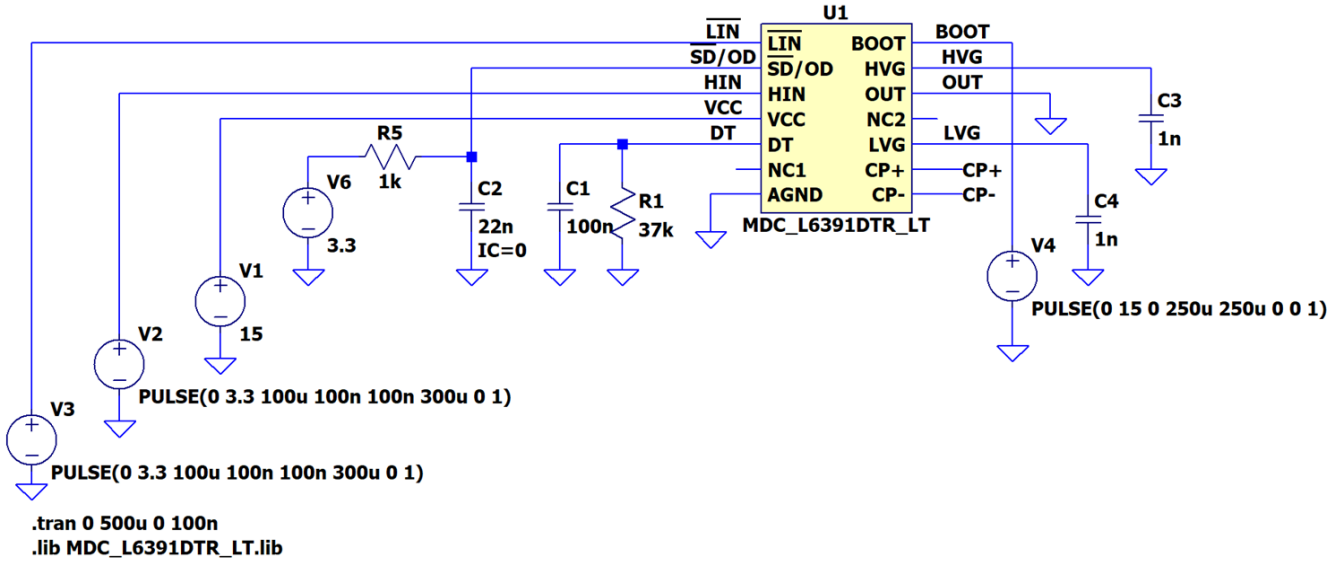 U1
LIN
SD/OD
HIN
VCC
DT
LIN
SD/OD
HIN
VCC
DT
NC1
AGND
BOOT
HVG
OUT
NC2
LVG
CP+
CP-
BOOT
HVG
OUT
LVG
CP+
CP-
MDC_L6391DTR_LT
C3
1n
C4
1n
R5
1k
V6
3.3
C2
22n
IC=0
C1
100n
R1
37k
V1
15
V4
PULSE(0 15 0 250u 250u 0 0 1)
V2
PULSE(0 3.3 100u 100n 100n 300u 0 1)
V3
PULSE(0 3.3 100u 100n 100n 300u 0 1)
.tran 0 500u 0 100n
.lib MDC_L6391DTR_LT.lib